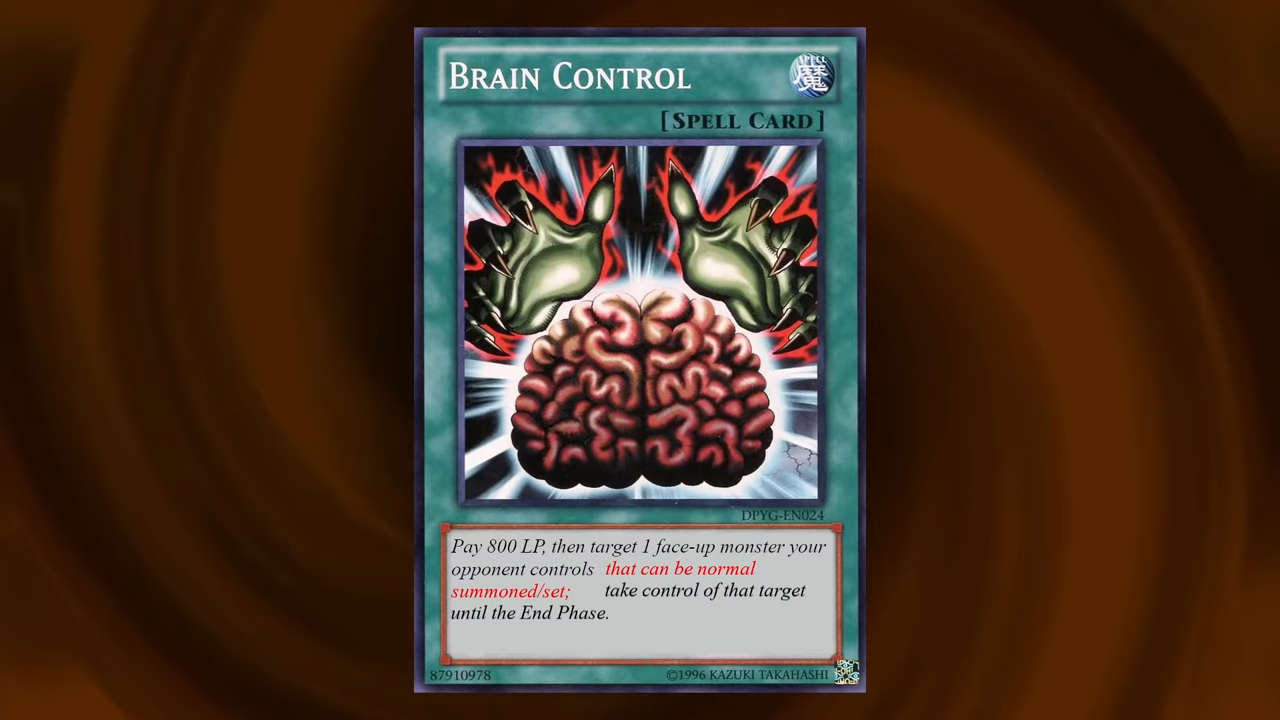 BRAIN CONTROL
SPELL
魔
[SPELL CARD]
DPYG-EN024
Pay 800 LP, then target 1 face-up monster your
opponent controls that can be normal
summoned/set; take control of that target
until the End Phase.
87910978
©1996 KAZUKI TAKAHASHI